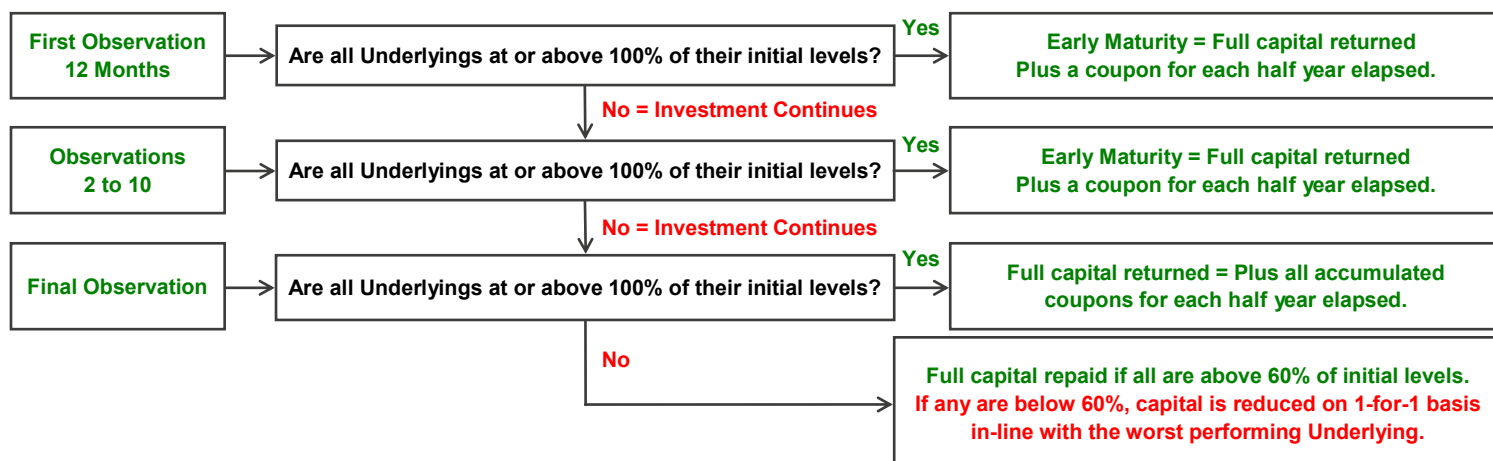 First Observation
12 Months
Are all Underlyings at or above 100% of their initial levels?
Yes
Early Maturity = Full capital returned
Plus a coupon for each half year elapsed.
No = Investment Continues
Observations
2 to 10
Are all Underlyings at or above 100% of their initial levels?
Yes
Early Maturity = Full capital returned
Plus a coupon for each half year elapsed.
No = Investment Continues
Final Observation
Are all Underlyings at or above 100% of their initial levels?
Yes
Full capital returned = Plus all accumulated
coupons for each half year elapsed.
No
Full capital repaid if all are above 60% of initial levels.
If any are below 60%, capital is reduced on 1-for-1 basis
in-line with the worst performing Underlying.